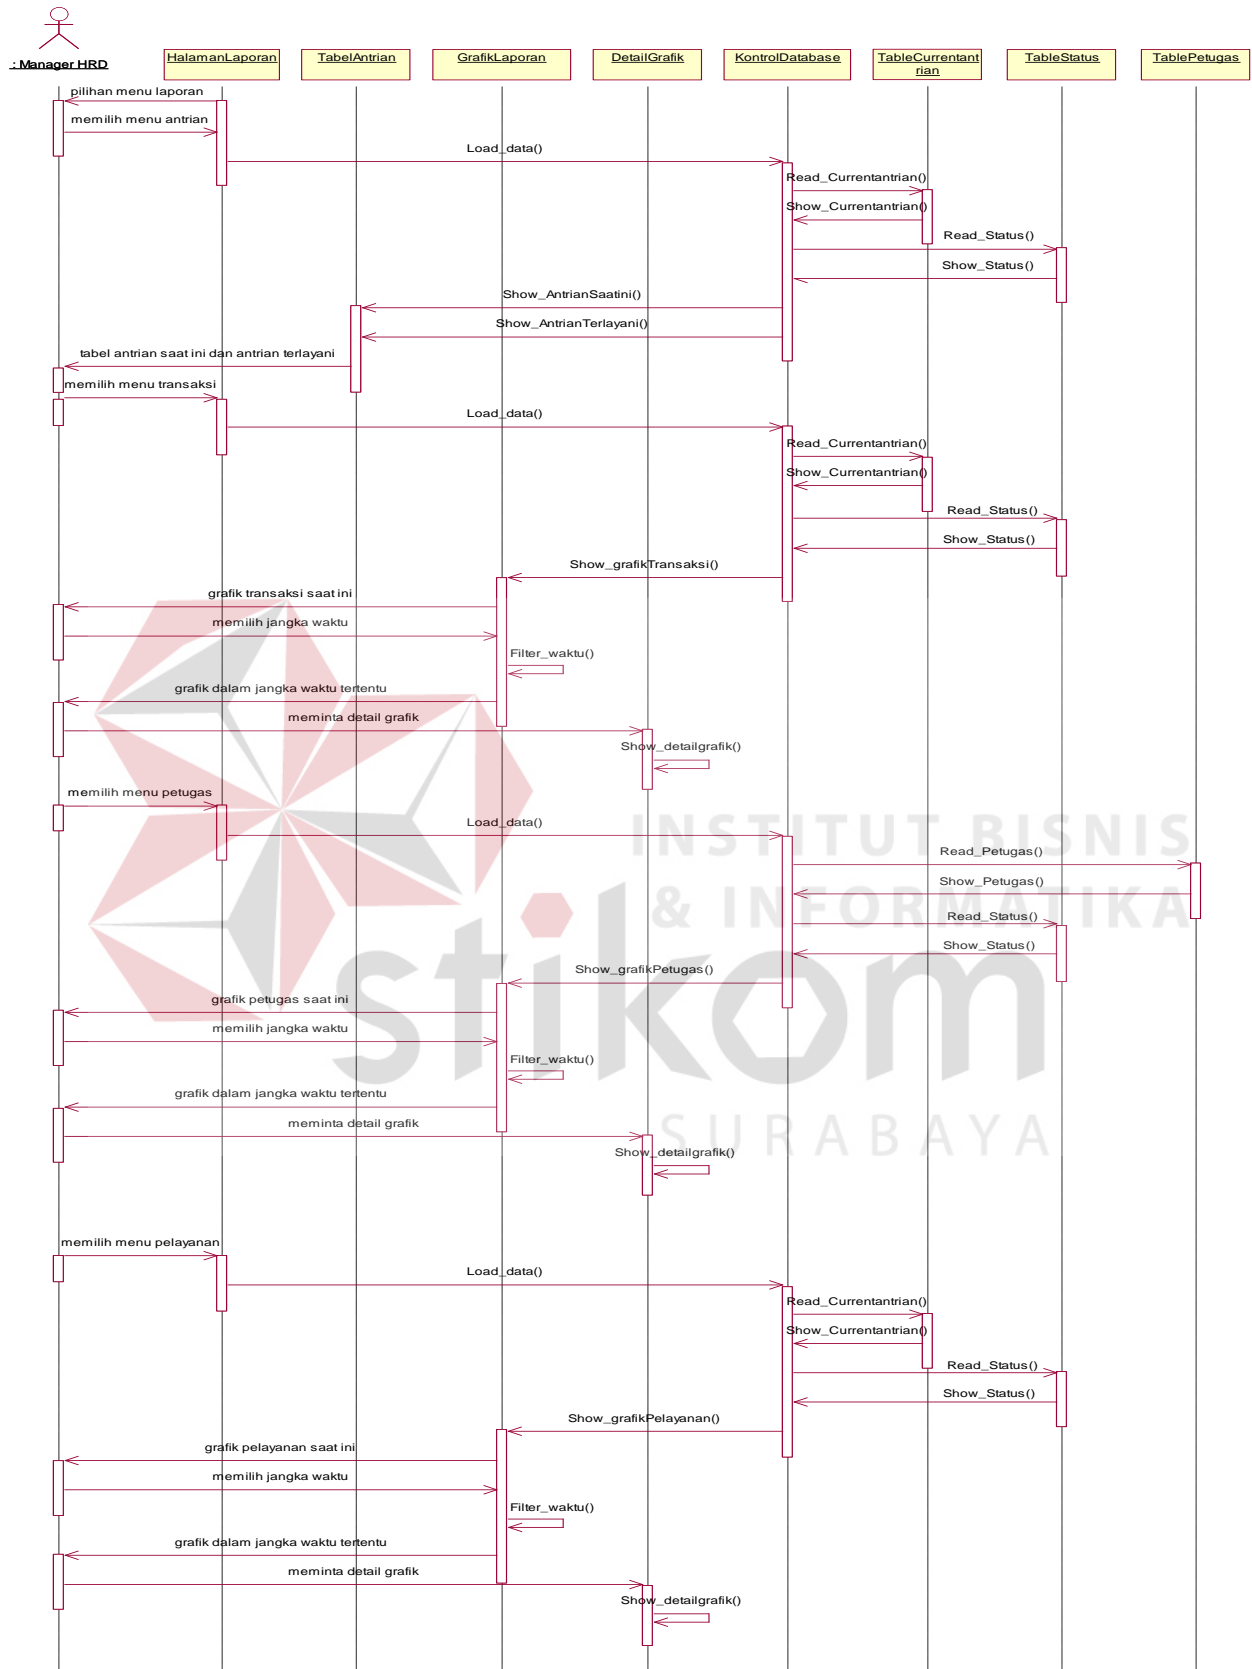 : Manager HRD
HalamanLaporan
TabelAntrian
GrafikLaporan
DetailGrafik
KontrolDatabase
TableCurrentant
rian
TableStatus
TablePetugas
pilihan menu laporan
memilih menu antrian
Load_data()
Read_Currentantrian()
Show_Currentantrian()
Read_Status()
Show_Status()
Show_AntrianSaatini()
Show_AntrianTerlayani()
tabel antrian saat ini dan antrian terlayani
memilih menu transaksi
Load_data()
Read_Currentantrian()
Show_Currentantrian()
Read_Status()
Show_Status()
Show_grafikTransaksi()
grafik transaksi saat ini
memilih jangka waktu
Filter_waktu()
grafik dalam jangka waktu tertentu
meminta detail grafik
Show_detailgrafik()
memilih menu petugas
Load_data()
INSTITUT BISNIS
Read_Petugas()
Show_Petugas()
& INFORMATIKA
Read_Status()
Show_Status()
stikom
Show_grafikPetugas()
grafik petugas saat ini
memilih jangka waktu
Filter_waktu()
grafik dalam jangka waktu tertentu
meminta detail grafik
SURABAYA
Show_detailgrafik()
memilih menu pelayanan
Load_data()
Read_Currentantrian()
Show_Currentantrian()
Read_Status()
Show_Status()
Show_grafikPelayanan()
grafik pelayanan saat ini
memilih jangka waktu
Filter_waktu()
grafik dalam jangka waktu tertentu
meminta detail grafik
Show_detailgrafik()